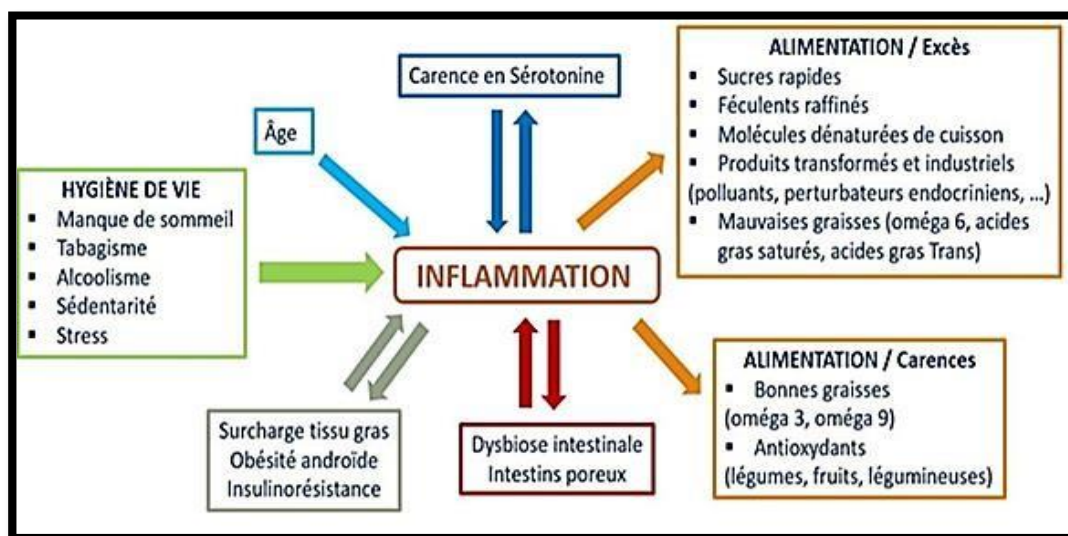 Carence en Sérotonine
Âge
HYGIÈNE DE VIE
▪ Manque de sommeil
▪ Tabagisme
▪ Alcoolisme
▪ Sédentarité
▪ Stress
INFLAMMATION
ALIMENTATION / Excès
▪ Sucres rapides
▪ Féculents raffinés
▪ Molécules dénaturées de cuisson
▪ Produits transformés et industriels
(polluants, perturbateurs endocriniens, ...)
▪ Mauvaises graisses (oméga 6, acides
gras saturés, acides gras Trans)
Surcharge tissu gras
Obésité androïde
Insulinorésistance
Dysbiose intestinale
Intestins poreux
ALIMENTATION / Carences
▪ Bonnes graisses
(oméga 3, oméga 9)
▪ Antioxydants
(légumes, fruits, légumineuses)